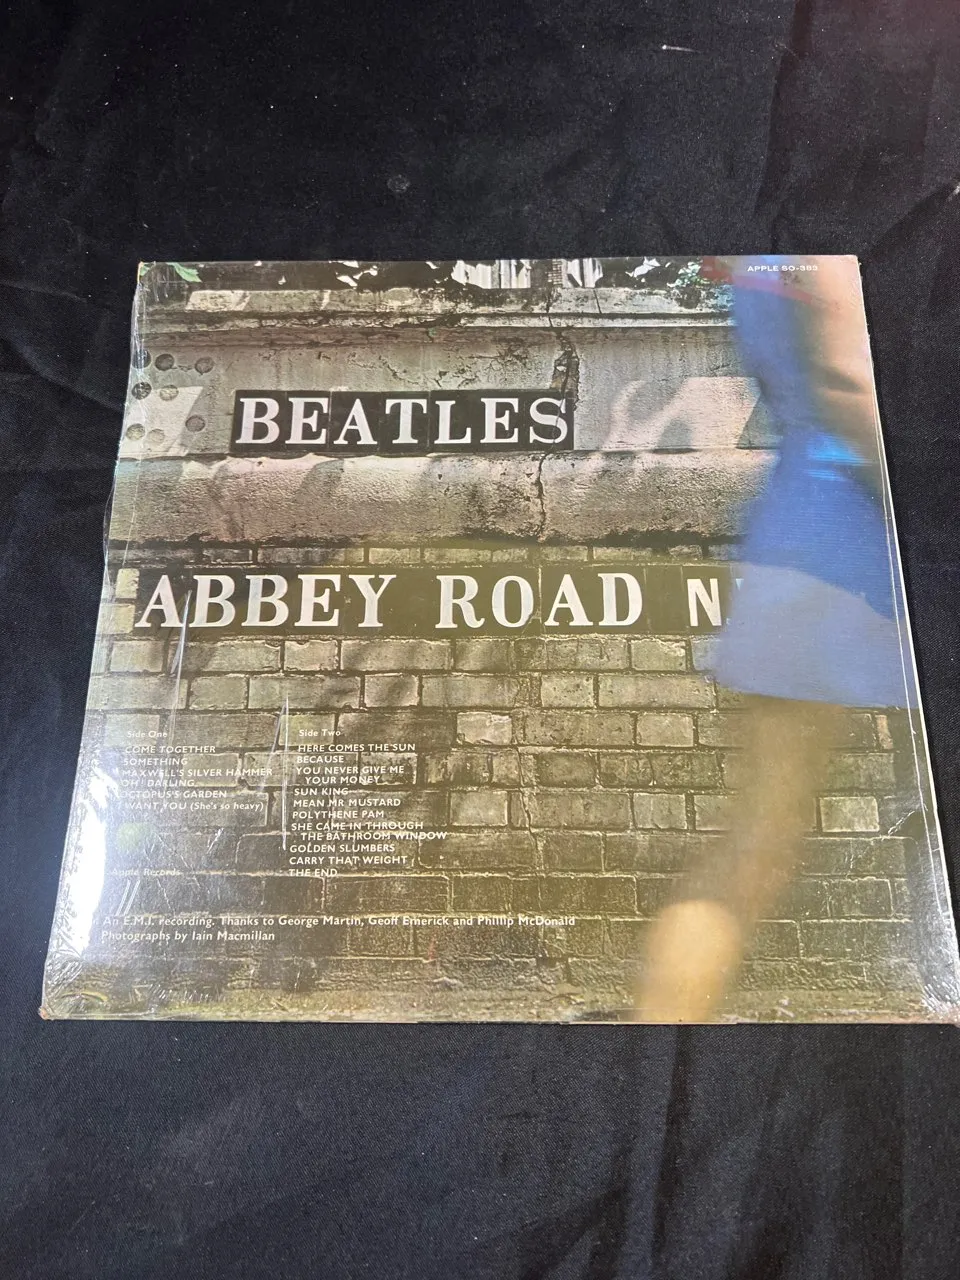 APPLE SO-383
BEATLES
ABBEY ROAD N
Side One
COME TOGETHER
SOMETHING
MAXWELL'S SILVER HAMMER
OH! DARLING
OCTOPUS'S GARDEN
I WANT YOU (She's so heavy)
Side Two
HERE COMES THE SUN
BECAUSE
YOU NEVER GIVE ME
YOUR MONEY
SUN KING
MEAN MR MUSTARD
POLYTHENE PAM
SHE CAME IN THROUGH
THE BATHROOM WINDOW
GOLDEN SLUMBERS
CARRY THAT WEIGHT
THE END
Apple Records
An E.M.I. recording. Thanks to George Martin, Geoff Emerick and Phillip McDonald
Photographs by Iain Macmillan